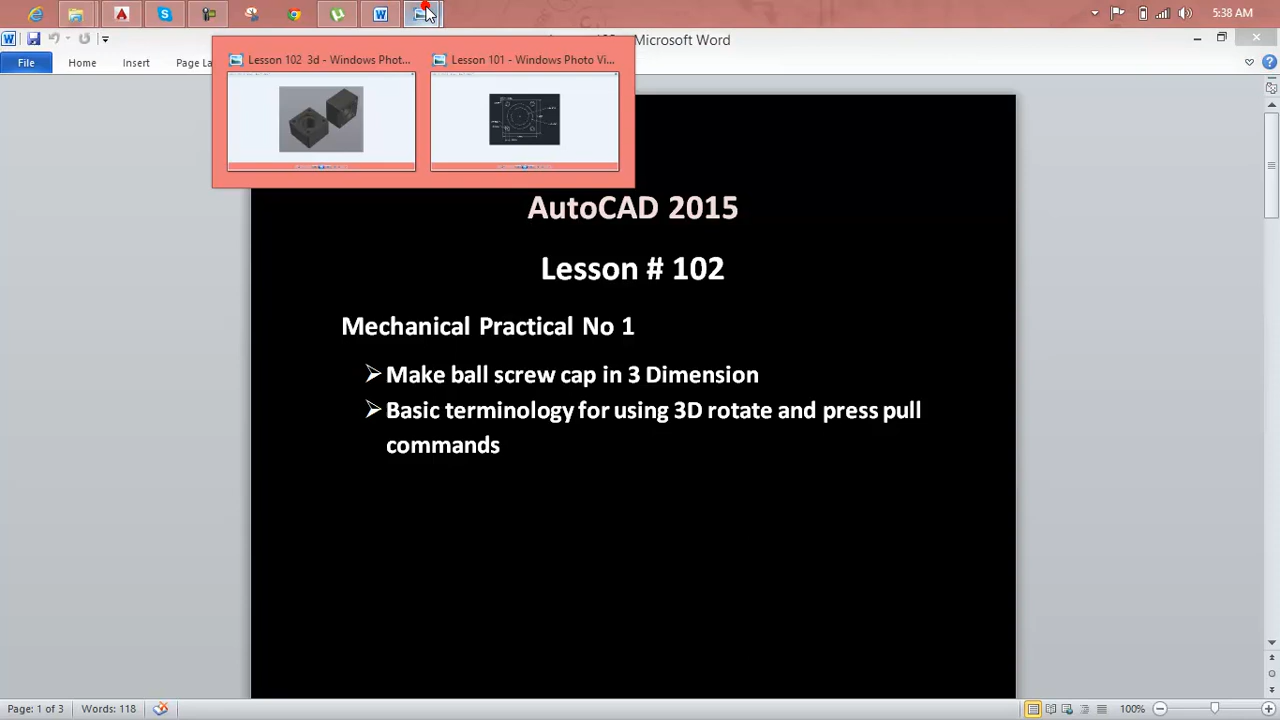 5:38 AM
Microsoft Word
File
Home
Insert
Page La
Lesson 102 3d - Windows Phot...
Lesson 101 - Windows Photo Vi...
AutoCAD 2015
Lesson # 102
Mechanical Practical No 1
Make ball screw cap in 3 Dimension
Basic terminology for using 3D rotate and press pull
commands
Page: 1 of 3
Words: 118
100%